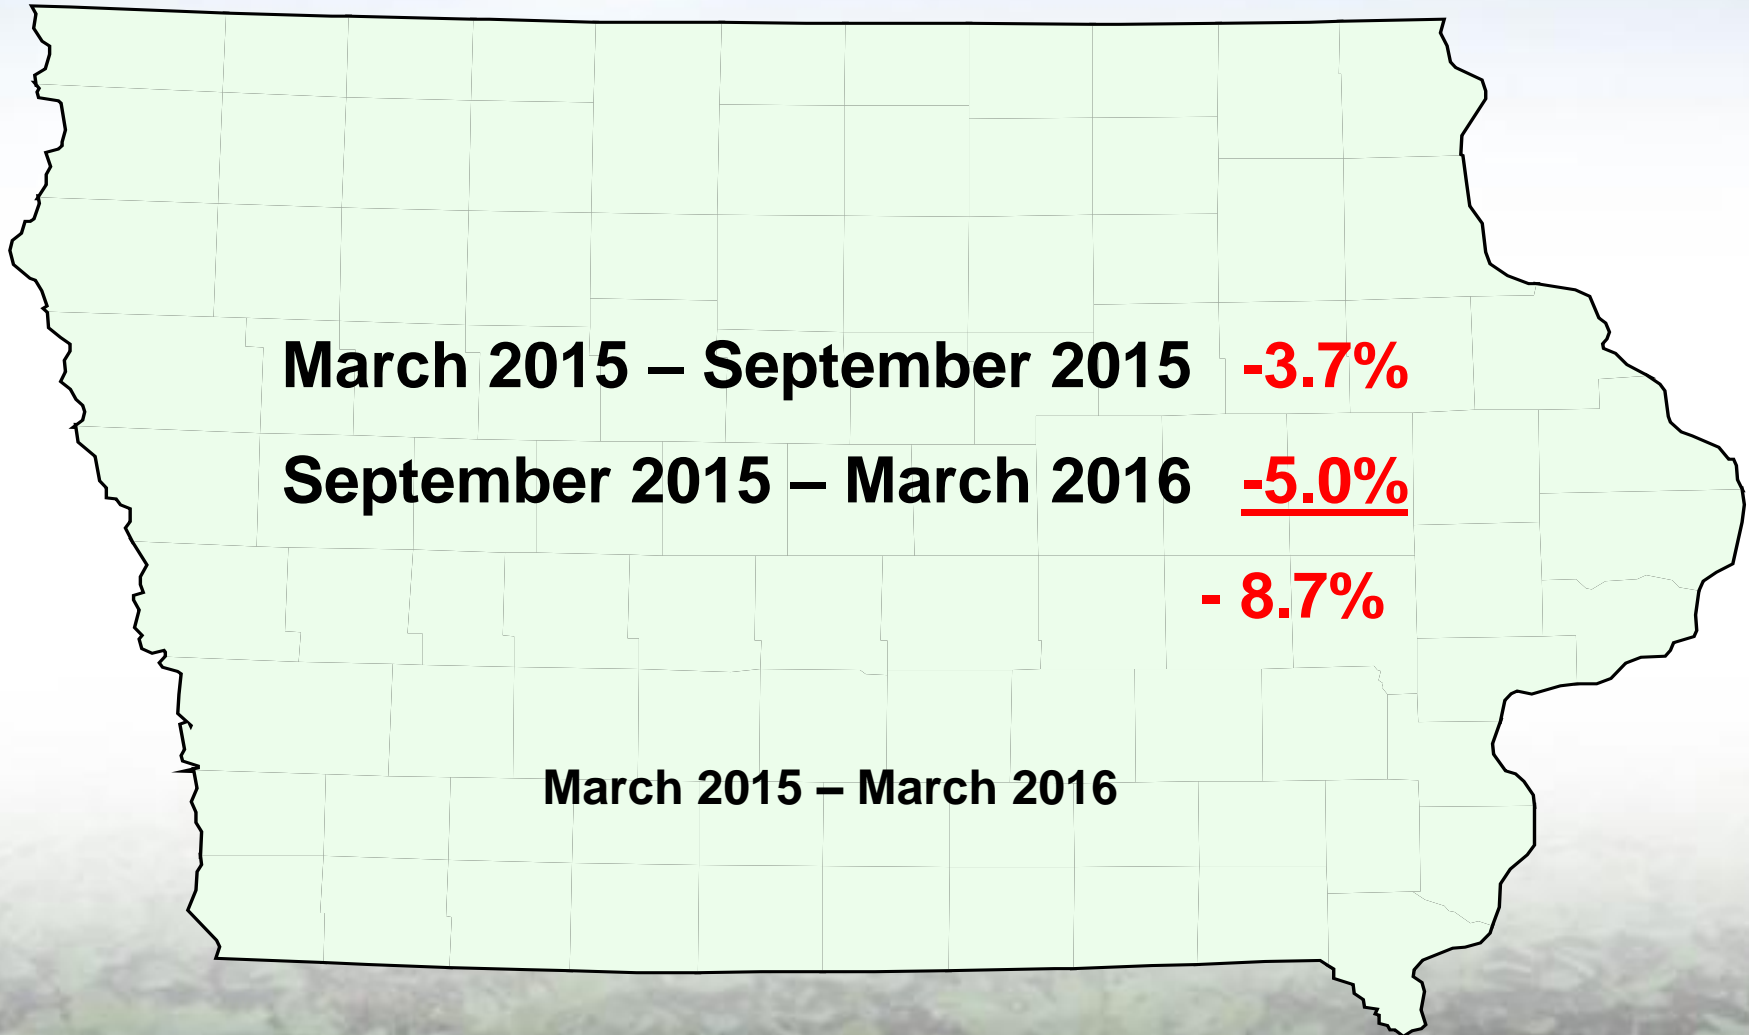 March 2015 – September 2015 -3.7%
September 2015 – March 2016 -5.0%
- 8.7%
March 2015 – March 2016